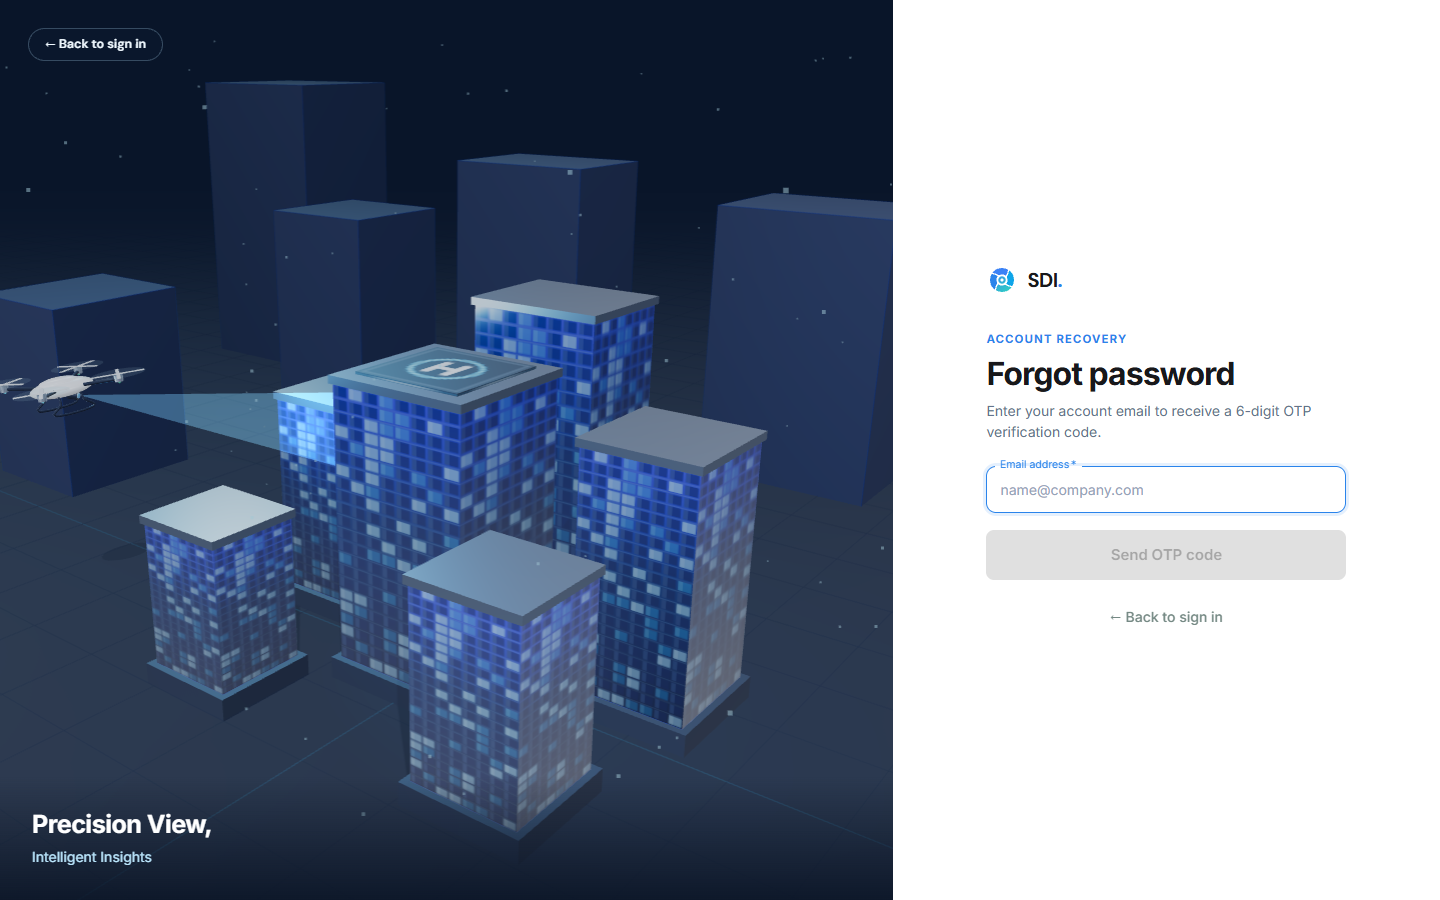 ← Back to sign in
H
Precision View,
Intelligent Insights
SDI.
ACCOUNT RECOVERY
Forgot password
Enter your account email to receive a 6-digit OTP
verification code.
Email address *
name@company.com
Send OTP code
← Back to sign in